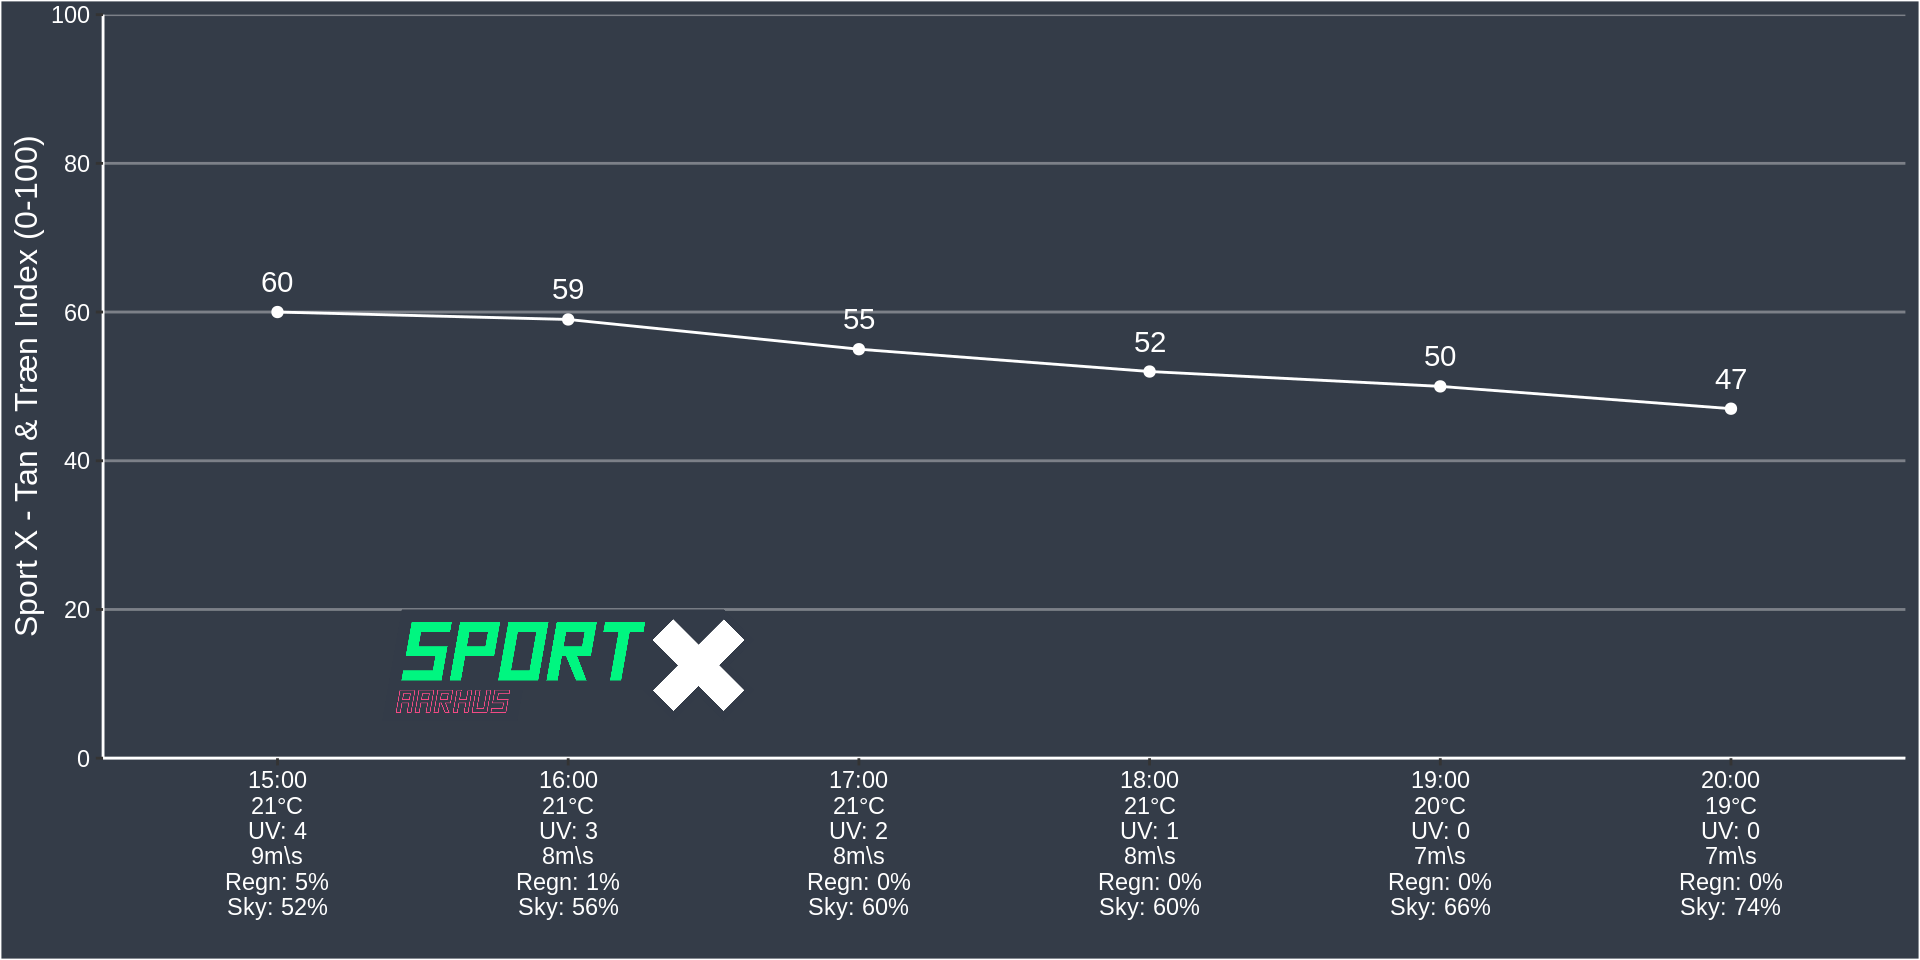 Sport X - Tan & Træn Index (0-100)
100
80
60
40
20
0
60
59
55
52
50
47
SPORT X
AARHUS
15:00
21°C
UV: 4
9m\s
Regn: 5%
Sky: 52%
16:00
21°C
UV: 3
8m\s
Regn: 1%
Sky: 56%
17:00
21°C
UV: 2
8m\s
Regn: 0%
Sky: 60%
18:00
21°C
UV: 1
8m\s
Regn: 0%
Sky: 60%
19:00
20°C
UV: 0
7m\s
Regn: 0%
Sky: 66%
20:00
19°C
UV: 0
7m\s
Regn: 0%
Sky: 74%